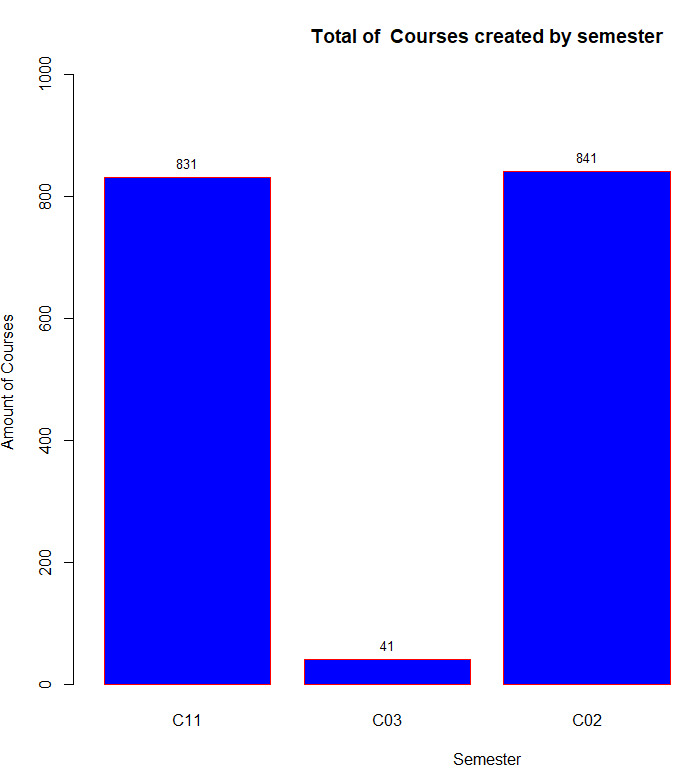 Total of  Courses created by semester
Amount of Courses
1000
800
600
400
200
0
831
41
841
C11
C03
C02
Semester